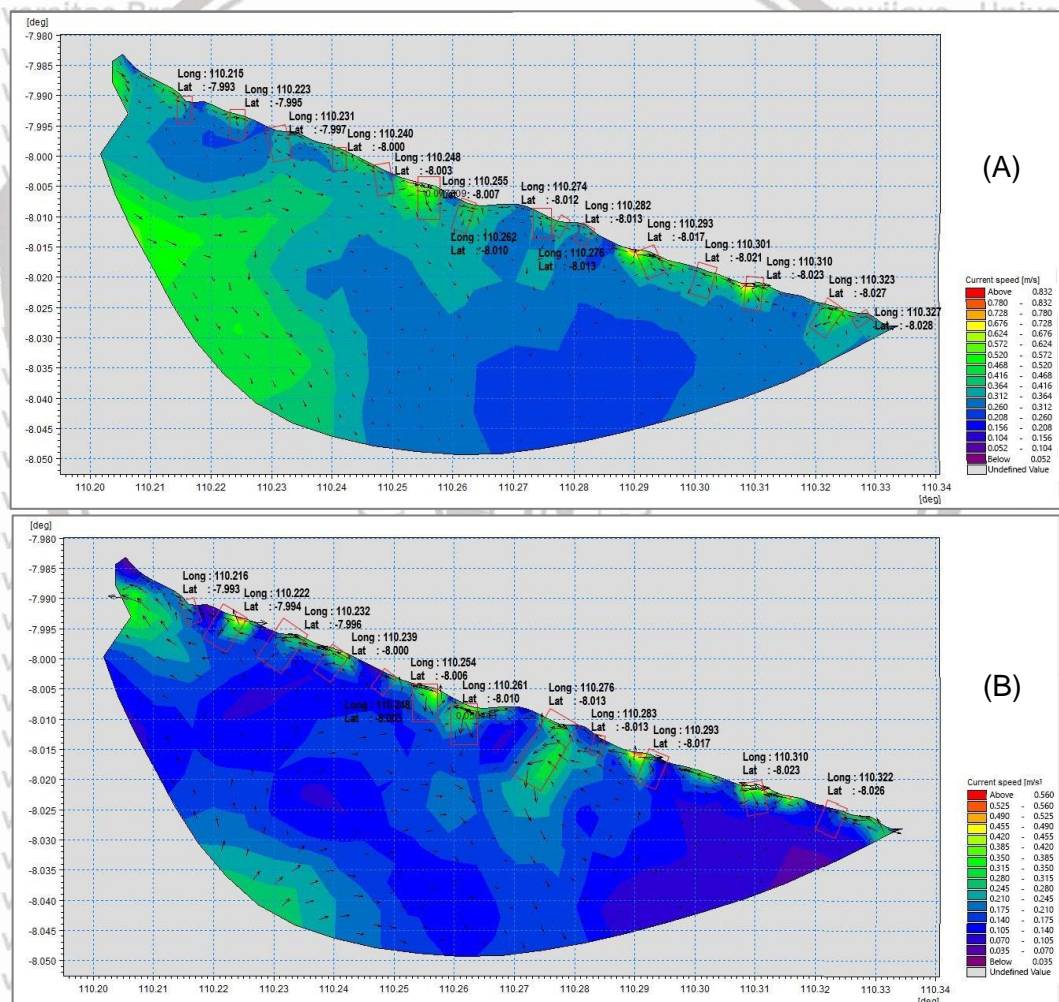 [deg]
-7.980
-7.985
-7.990
-7.995
-8.000
-8.005
-8.010
-8.015
-8.020
-8.025
-8.030
-8.035
-8.040
-8.045
-8.050
Long : 110.215
Lat : -7.993
Long : 110.223
Lat : -7.995
Long : 110.231
Lat : -7.997
Long : 110.240
Lat : -8.000
Long : 110.248
Lat : -8.003
Long : 110.255
Lat : -8.007
Long : 110.262
Lat : -8.010
Long : 110.274
Lat : -8.012
Long : 110.276
Lat : -8.013
Long : 110.282
Lat : -8.013
Long : 110.293
Lat : -8.017
Long : 110.301
Lat : -8.021
Long : 110.310
Lat : -8.023
Long : 110.323
Lat : -8.027
Long : 110.327
Lat : -8.028
110.20 110.21 110.22 110.23 110.24 110.25 110.26 110.27 110.28 110.29 110.30 110.31 110.32 110.33 110.34
[deg]
(A)
Current speed [m/s]
Above 0.832
0.780 - 0.832
0.728 - 0.780
0.676 - 0.728
0.624 - 0.676
0.572 - 0.624
0.520 - 0.572
0.468 - 0.520
0.416 - 0.468
0.364 - 0.416
0.312 - 0.364
0.260 - 0.312
0.208 - 0.260
0.156 - 0.208
0.104 - 0.156
0.052 - 0.104
Below 0.052
Undefined Value
[deg]
-7.980
-7.985
-7.990
-7.995
-8.000
-8.005
-8.010
-8.015
-8.020
-8.025
-8.030
-8.035
-8.040
-8.045
-8.050
Long : 110.216
Lat : -7.993
Long : 110.222
Lat : -7.994
Long : 110.232
Lat : -7.996
Long : 110.239
Lat : -8.000
Long : 110.248
Lat : -8.003
Long : 110.254
Lat : -8.006
Long : 110.261
Lat : -8.010
Long : 110.276
Lat : -8.013
Long : 110.283
Lat : -8.013
Long : 110.293
Lat : -8.017
Long : 110.310
Lat : -8.023
Long : 110.322
Lat : -8.026
110.20 110.21 110.22 110.23 110.24 110.25 110.26 110.27 110.28 110.29 110.30 110.31 110.32 110.33 110.34
[deg]
(B)
Current speed [m/s]
Above 0.560
0.525 - 0.560
0.490 - 0.525
0.455 - 0.490
0.420 - 0.455
0.385 - 0.420
0.350 - 0.385
0.315 - 0.350
0.280 - 0.315
0.245 - 0.280
0.210 - 0.245
0.175 - 0.210
0.140 - 0.175
0.105 - 0.140
0.070 - 0.105
0.035 - 0.070
Below 0.035
Undefined Value